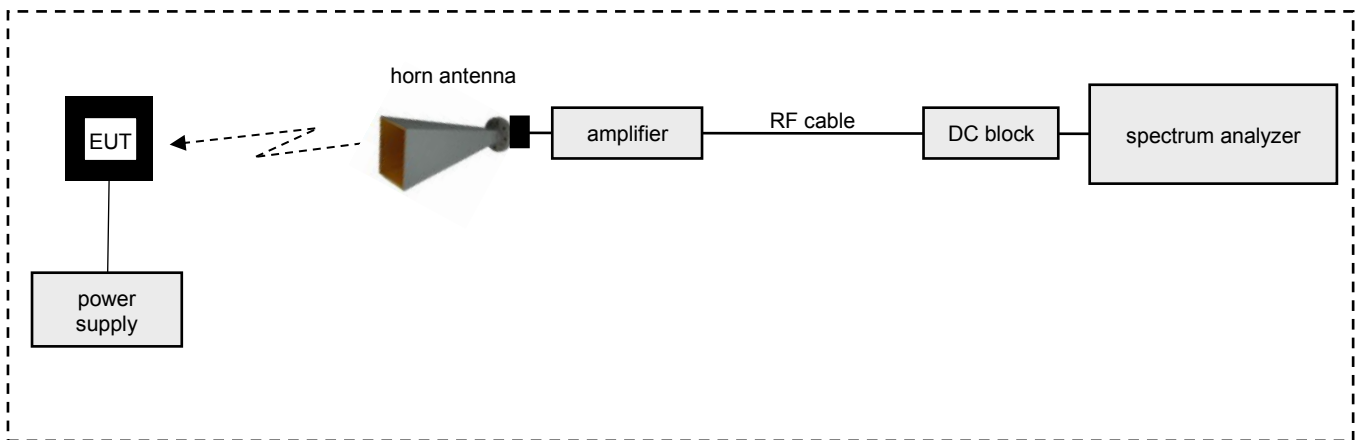 horn antenna
EUT
amplifier
RF cable
DC block
spectrum analyzer
power
supply